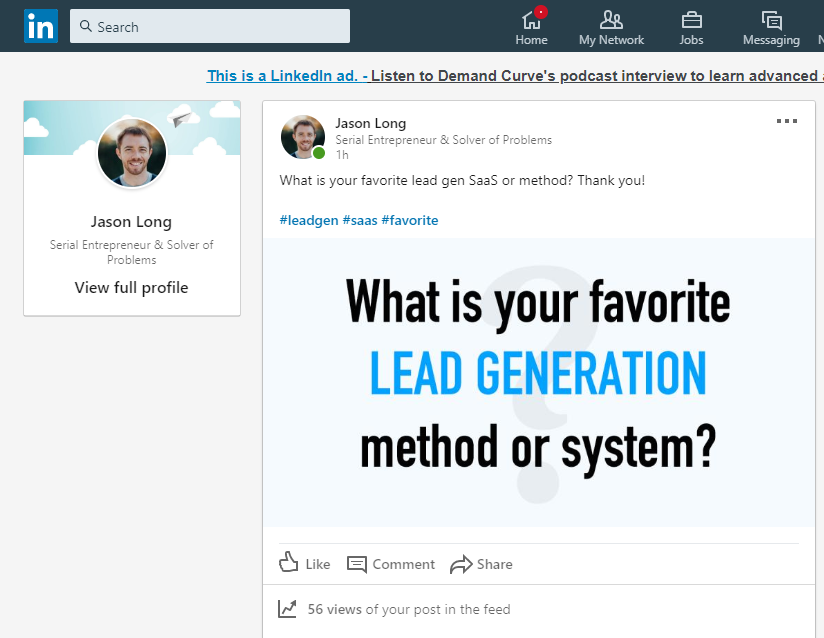 in Search
Home My Network Jobs Messaging N
This is a LinkedIn ad. - Listen to Demand Curve's podcast interview to learn advanced
Jason Long
Serial Entrepreneur & Solver of
Problems
View full profile
Jason Long
Serial Entrepreneur & Solver of Problems
1h
What is your favorite lead gen SaaS or method? Thank you!
#leadgen #saas #favorite
What is your favorite
LEAD GENERATION
method or system?
Like Comment Share
56 views of your post in the feed